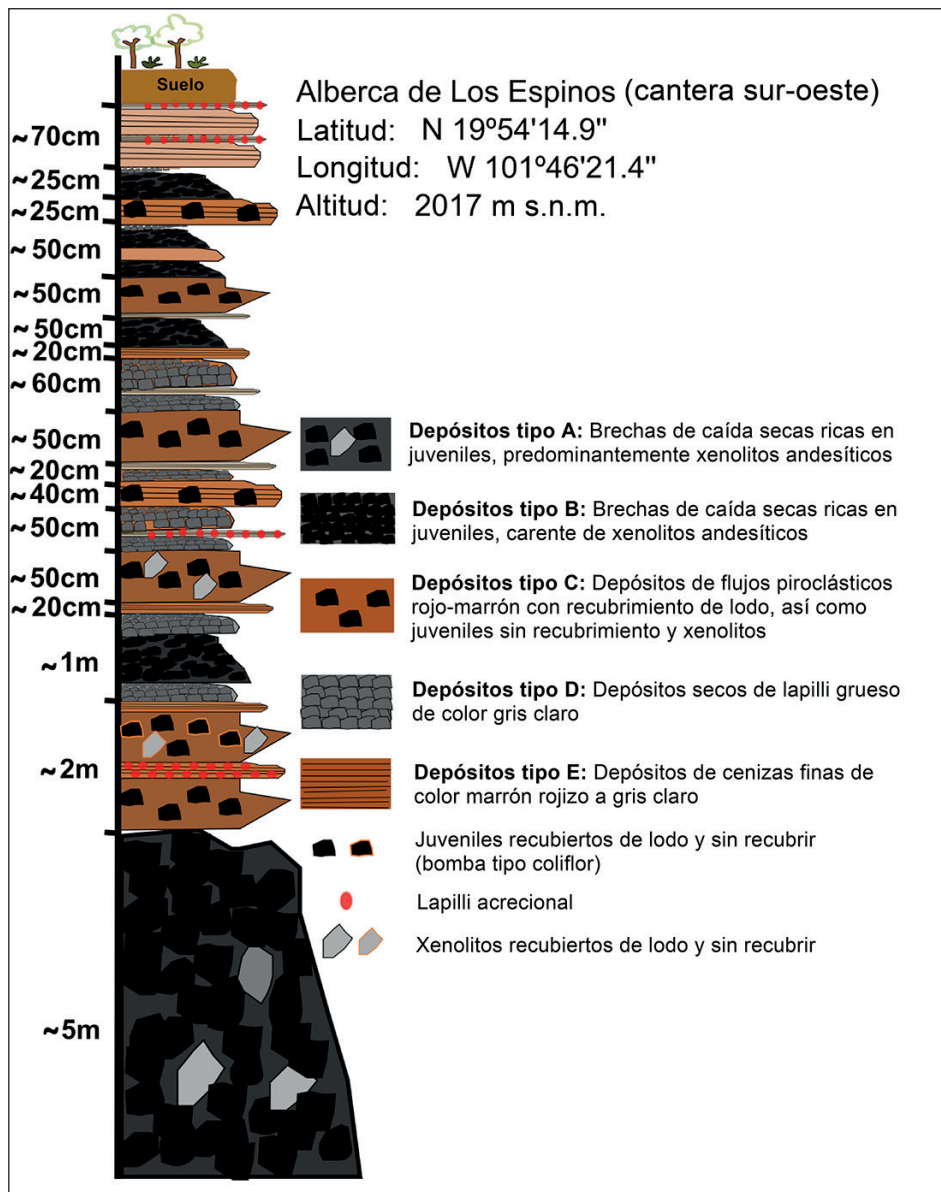 Suelo
Alberca de Los Espinos (cantera sur-oeste)
Latitud: N 19º54'14.9"
Longitud: W 101º46'21.4"
Altitud: 2017 m s.n.m.
~70cm
~25cm
~25cm
~50cm
~50cm
~50cm
~20cm
~60cm
~50cm
~20cm
~40cm
~50cm
~50cm
~20cm
~1m
~2m
~5m
Depósitos tipo A: Brechas de caída secas ricas en
juveniles, predominantemente xenolitos andesíticos
Depósitos tipo B: Brechas de caída secas ricas en
juveniles, carente de xenolitos andesíticos
Depósitos tipo C: Depósitos de flujos piroclásticos
rojo-marrón con recubrimiento de lodo, así como
juveniles sin recubrimiento y xenolitos
Depósitos tipo D: Depósitos secos de lapilli grueso
de color gris claro
Depósitos tipo E: Depósitos de cenizas finas de
color marrón rojizo a gris claro
Juveniles recubiertos de lodo y sin recubrir
(bomba tipo coliflor)
Lapilli acrecional
Xenolitos recubiertos de lodo y sin recubrir